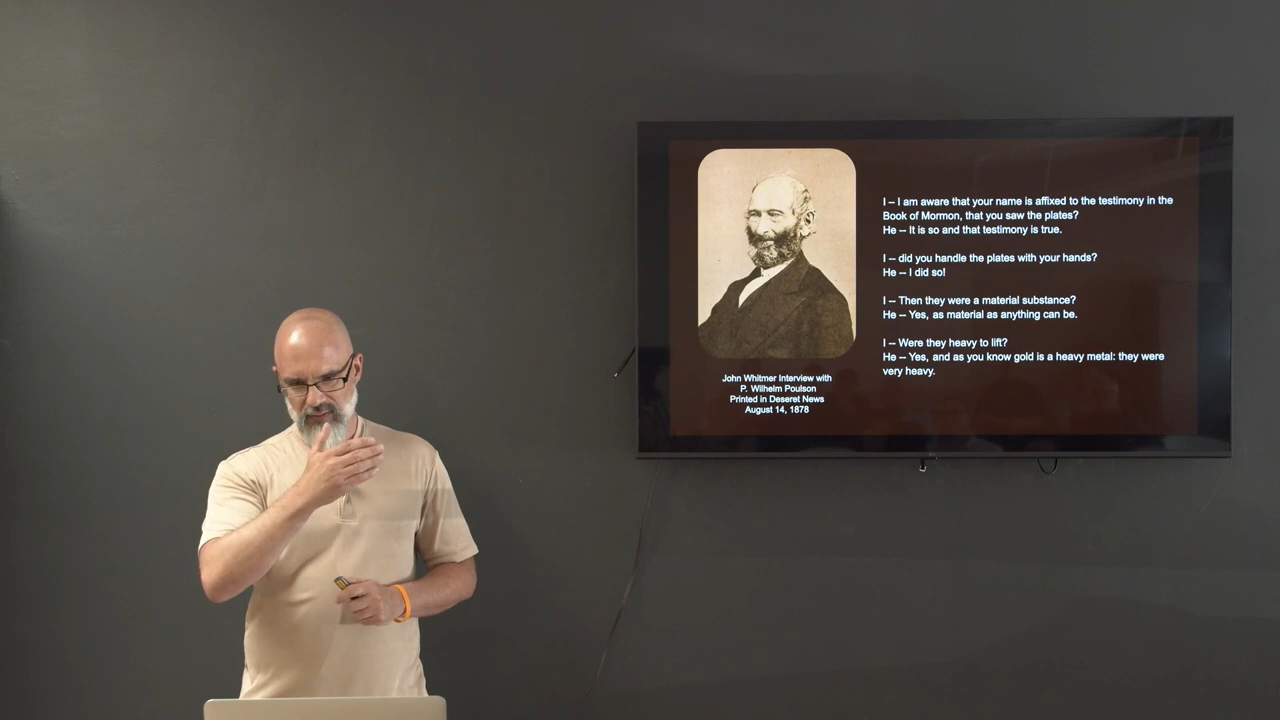 I – I am aware that your name is affixed to the testimony in the
Book of Mormon, that you saw the plates?
He -- It is so and that testimony is true.
I -- did you handle the plates with your hands?
He -- I did so!
I -- Then they were a material substance?
He -- Yes, as material as anything can be.
I -- Were they heavy to lift?
He -- Yes, and as you know gold is a heavy metal: they were
very heavy.
John Whitmer Interview with
P. Wilhelm Poulson
Printed in Deseret News
August 14, 1878